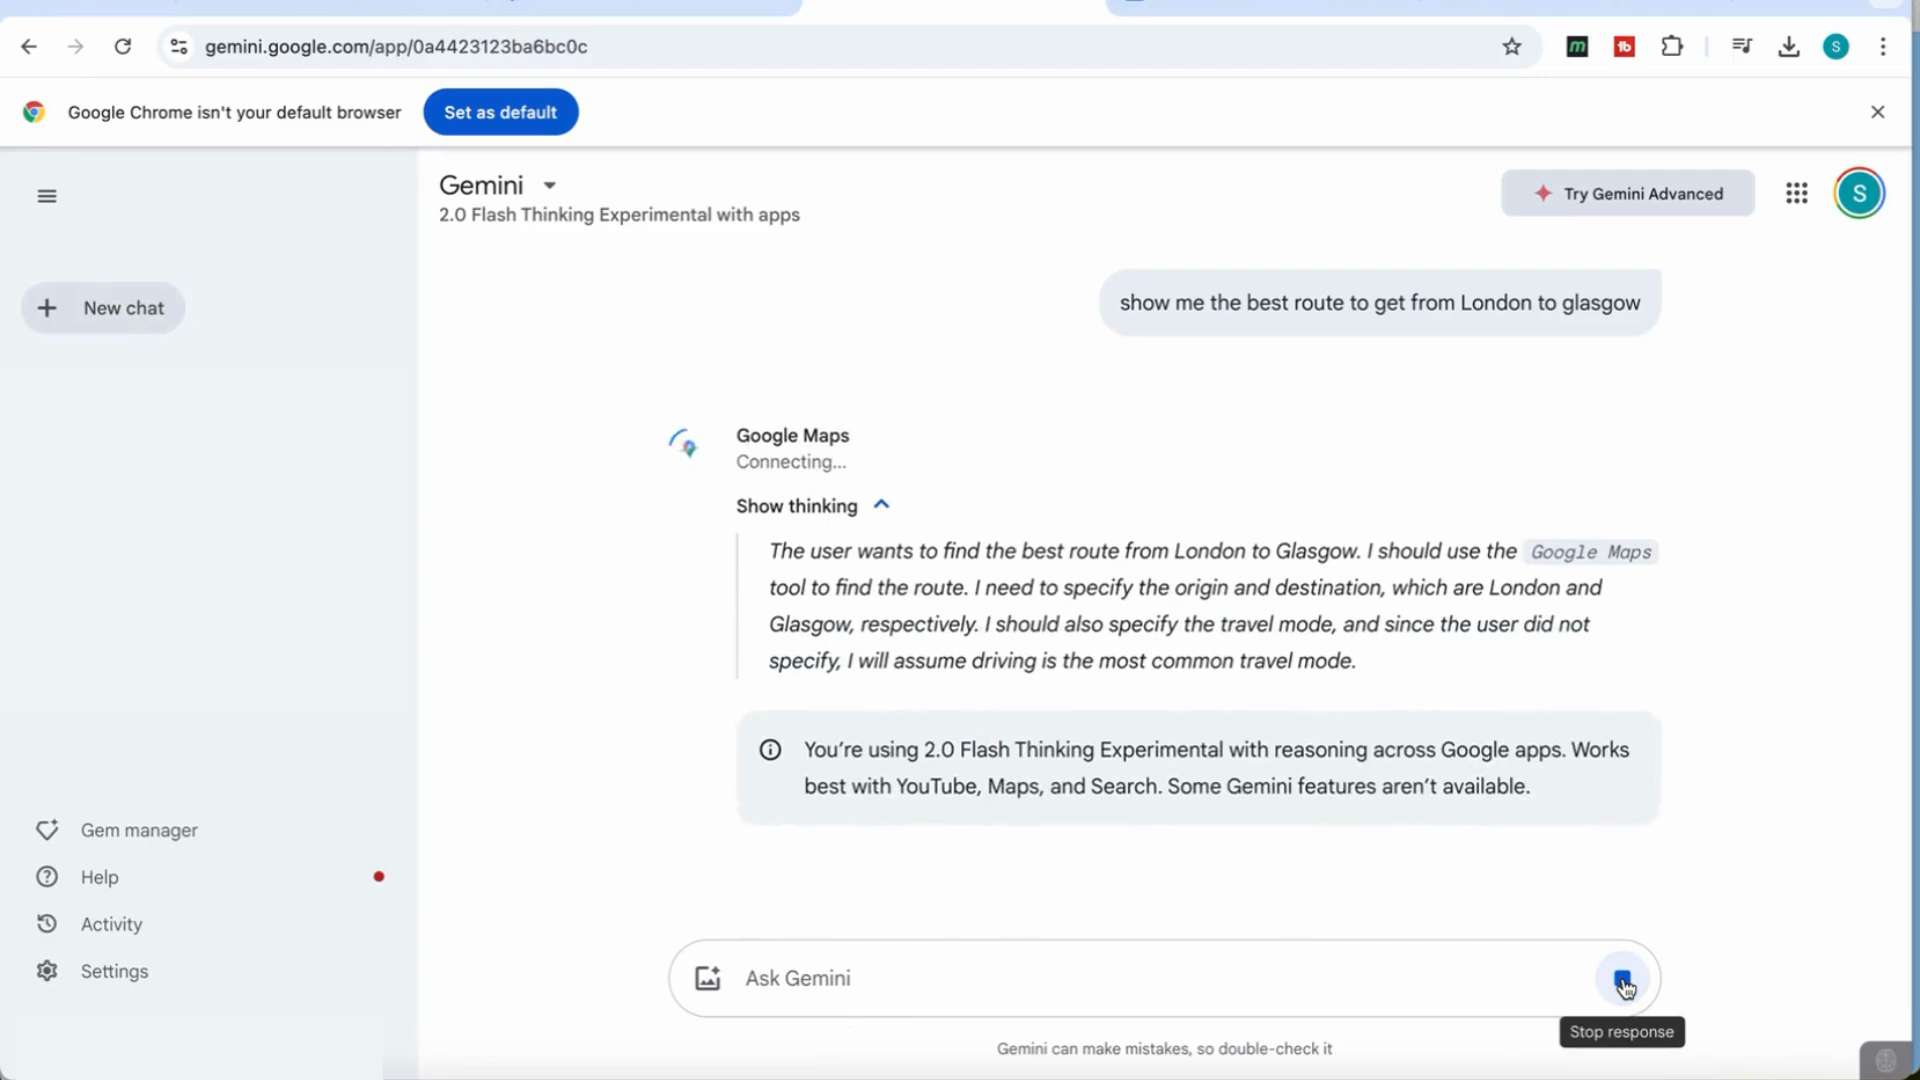 gemini.google.com/app/0a4423123ba6bc0c
m
tb
S
Google Chrome isn't your default browser
Set as default
Gemini
2.0 Flash Thinking Experimental with apps
Try Gemini Advanced
S
New chat
show me the best route to get from London to glasgow
Google Maps
Connecting...
Show thinking
The user wants to find the best route from London to Glasgow. I should use the Google Maps
tool to find the route. I need to specify the origin and destination, which are London and
Glasgow, respectively. I should also specify the travel mode, and since the user did not
specify, I will assume driving is the most common travel mode.
You're using 2.0 Flash Thinking Experimental with reasoning across Google apps. Works
best with YouTube, Maps, and Search. Some Gemini features aren't available.
Gem manager
Help
Activity
Settings
Ask Gemini
Stop response
Gemini can make mistakes, so double-check it